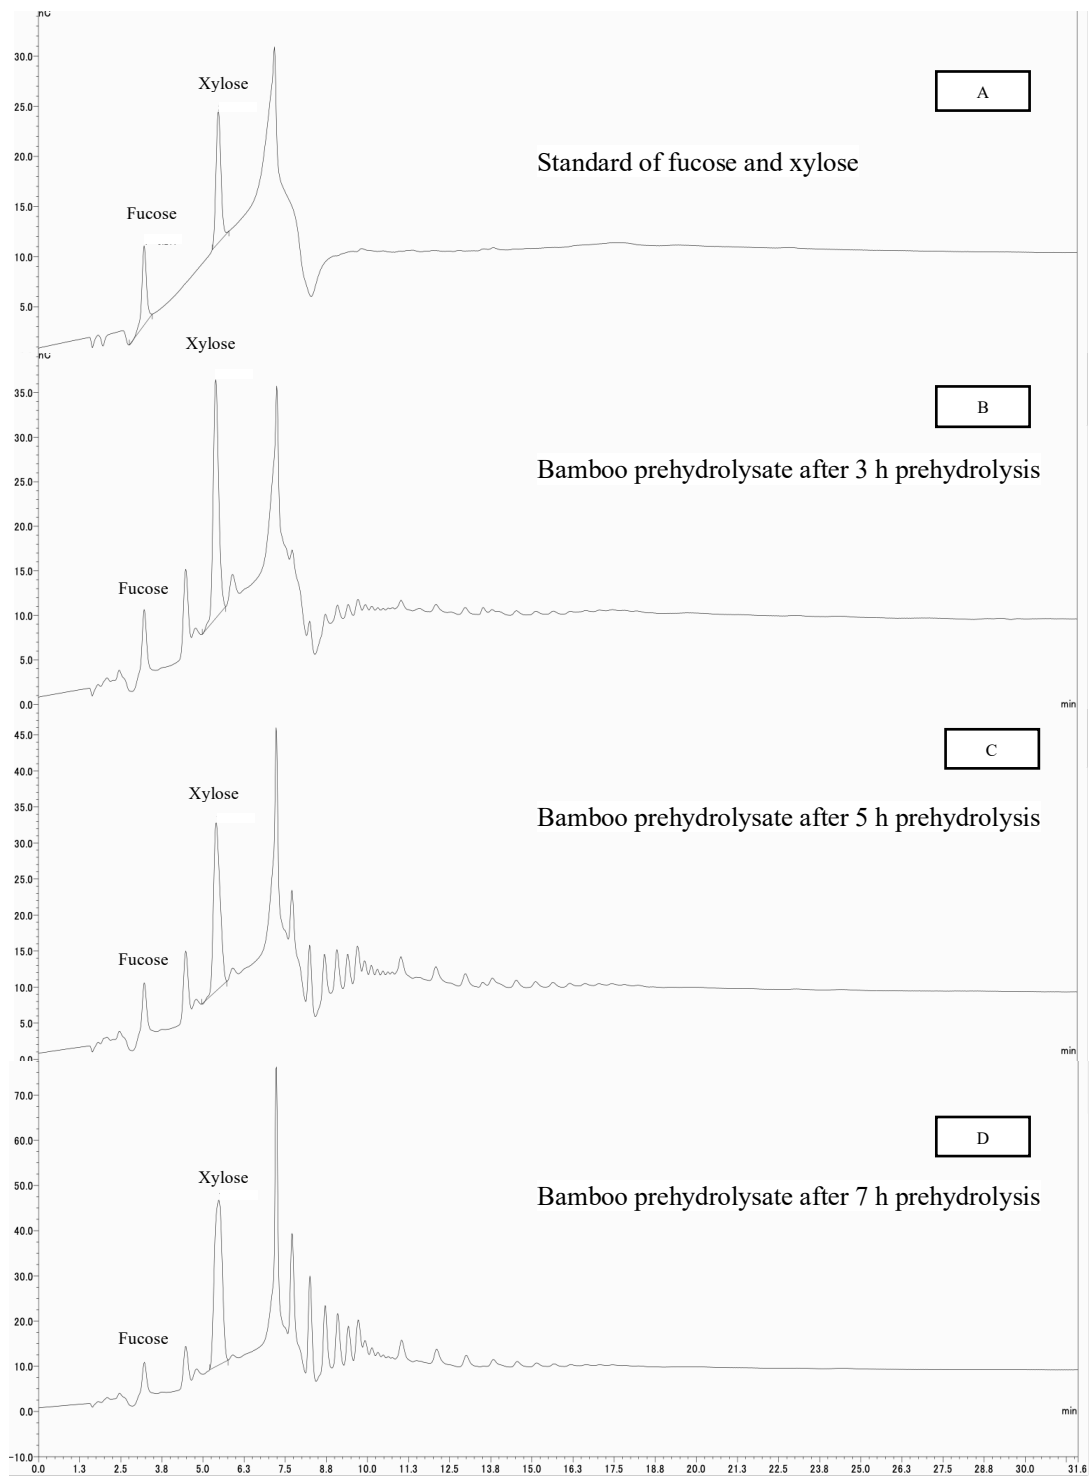 nC
30.0
25.0
20.0
15.0
10.0
5.0
Xylose
Fucose
A
Standard of fucose and xylose
nC
35.0
30.0
25.0
20.0
15.0
10.0
5.0
0.0
Xylose
Fucose
B
Bamboo prehydrolysate after 3 h prehydrolysis
min
45.0
40.0
35.0
30.0
25.0
20.0
15.0
10.0
5.0
0.0
Xylose
Fucose
C
Bamboo prehydrolysate after 5 h prehydrolysis
min
70.0
60.0
50.0
40.0
30.0
20.0
10.0
0.0
-10.0
Xylose
Fucose
D
Bamboo prehydrolysate after 7 h prehydrolysis
min
0.0 1.3 2.5 3.8 5.0 6.3 7.5 8.8 10.0 11.3 12.5 13.8 15.0 16.3 17.5 18.8 20.0 21.3 22.5 23.8 25.0 26.3 27.5 28.8 30.0 31.6